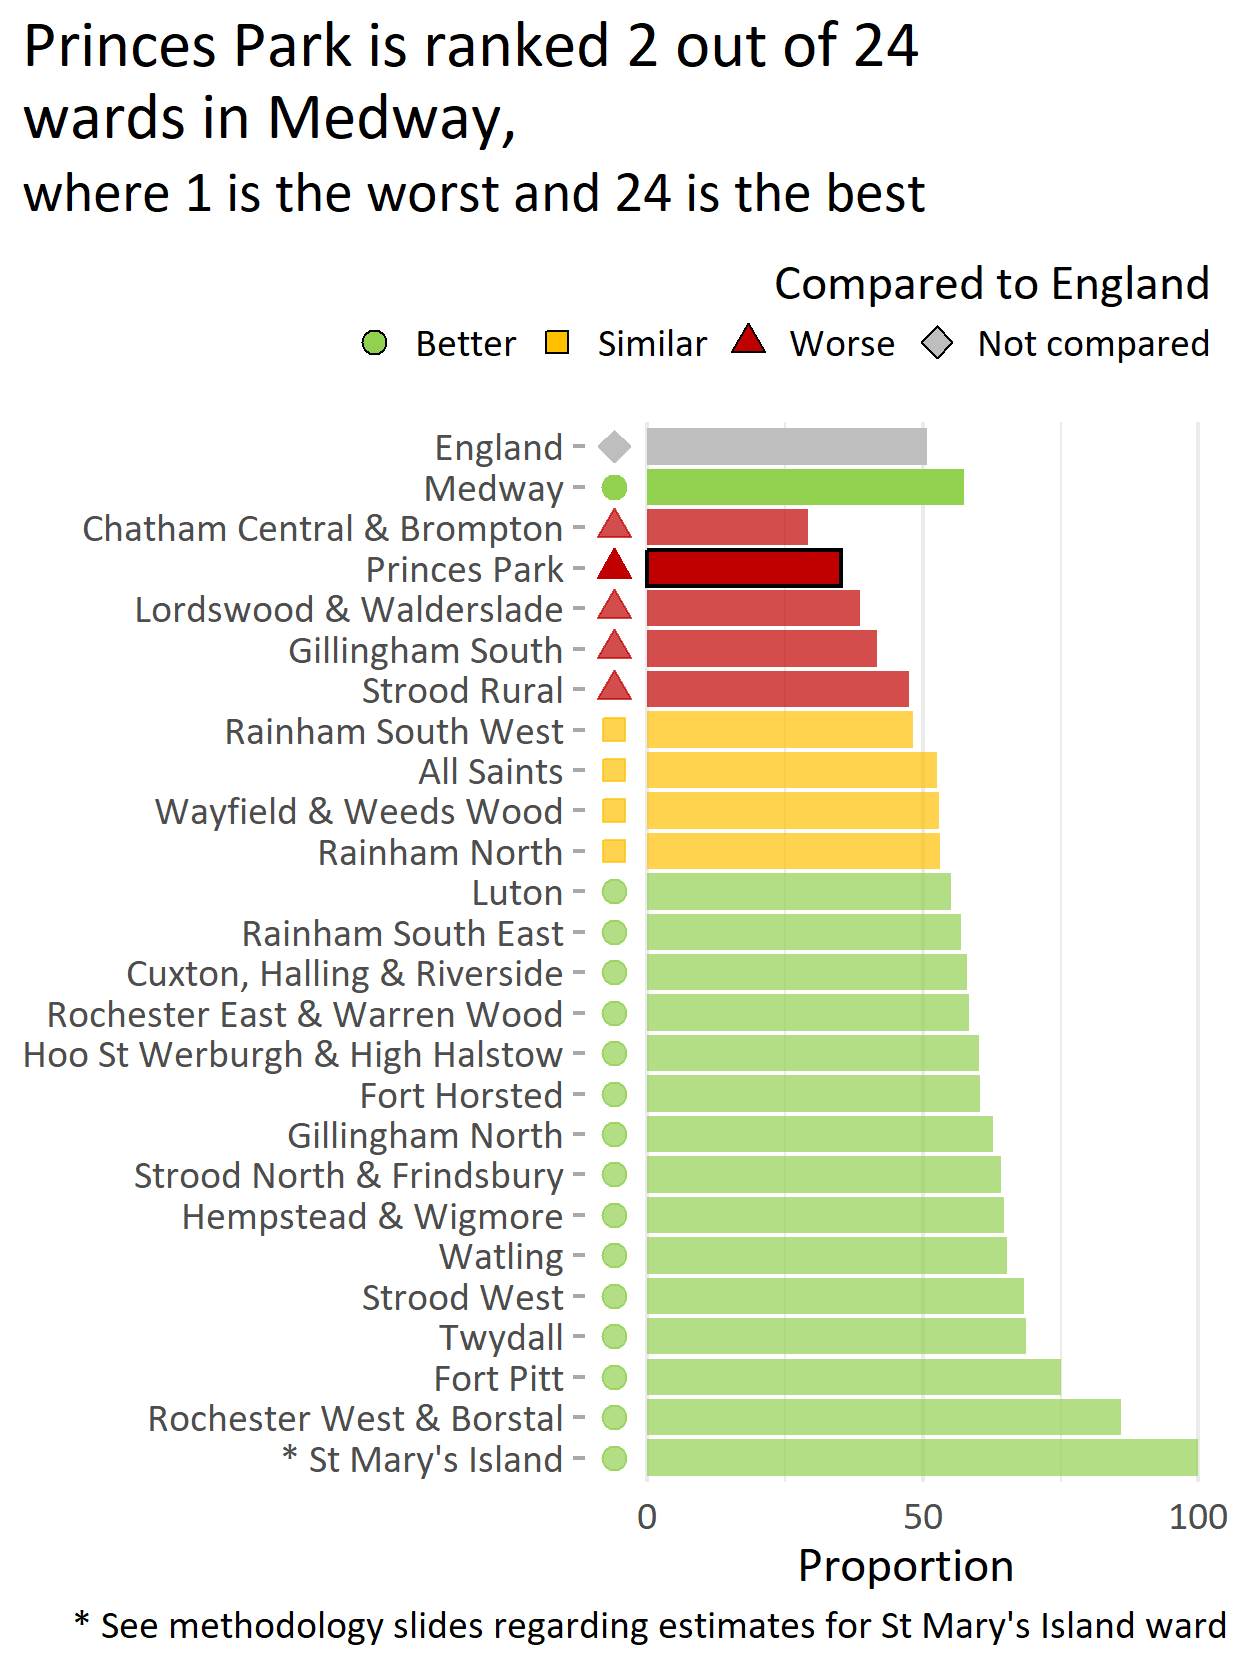 Princes Park is ranked 2 out of 24
wards in Medway,
where 1 is the worst and 24 is the best
Compared to England
Better Similar Worse Not compared
England
Medway
Chatham Central & Brompton
Princes Park
Lordswood & Walderslade
Gillingham South
Strood Rural
Rainham South West
All Saints
Wayfield & Weeds Wood
Rainham North
Luton
Rainham South East
Cuxton, Halling & Riverside
Rochester East & Warren Wood
Hoo St Werburgh & High Halstow
Fort Horsted
Gillingham North
Strood North & Frindsbury
Hempstead & Wigmore
Watling
Strood West
Twydall
Fort Pitt
Rochester West & Borstal
* St Mary's Island
0 50 100
Proportion
* See methodology slides regarding estimates for St Mary's Island ward